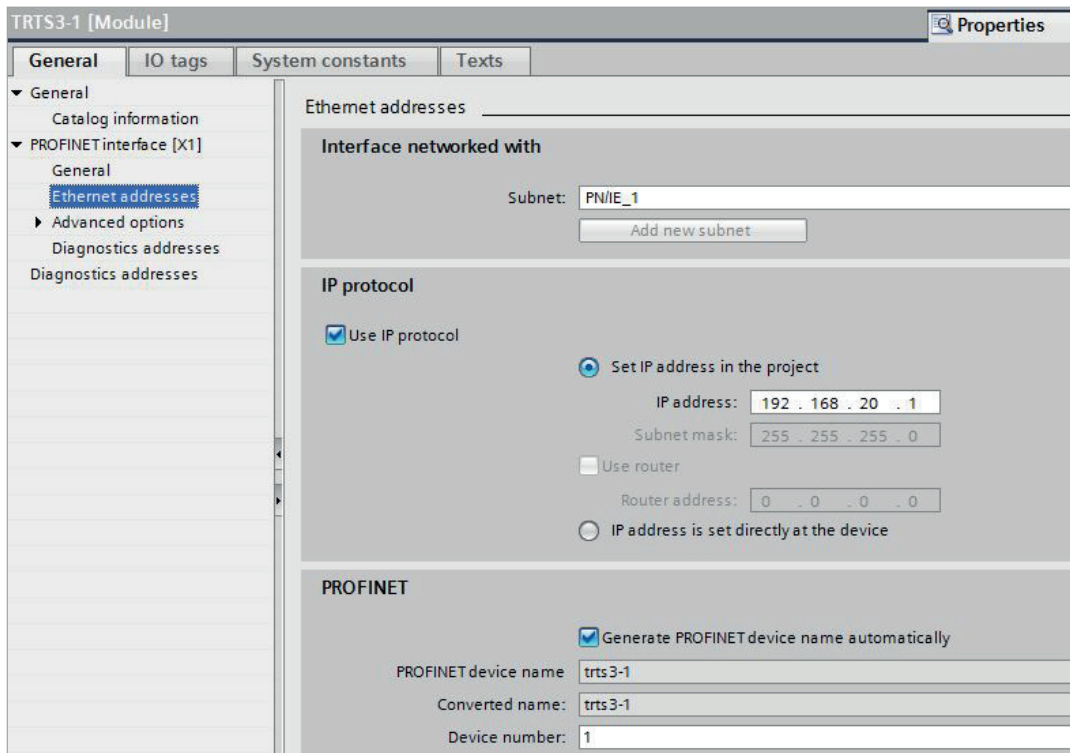 TRTS3-1 [Module]
Properties
General
IO tags
System constants
Texts
General
Catalog information
PROFINET interface [X1]
General
Ethernet addresses
Advanced options
Diagnostics addresses
Diagnostics addresses
Ethernet addresses
Interface networked with
Subnet: PN/IE_1
Add new subnet
IP protocol
Use IP protocol
Set IP address in the project
IP address: 192 . 168 . 20 . 1
Subnet mask: 255 . 255 . 255 . 0
Use router
Router address: 0 . 0 . 0 . 0
IP address is set directly at the device
PROFINET
Generate PROFINET device name automatically
PROFINET device name trts3-1
Converted name: trts3-1
Device number: 1